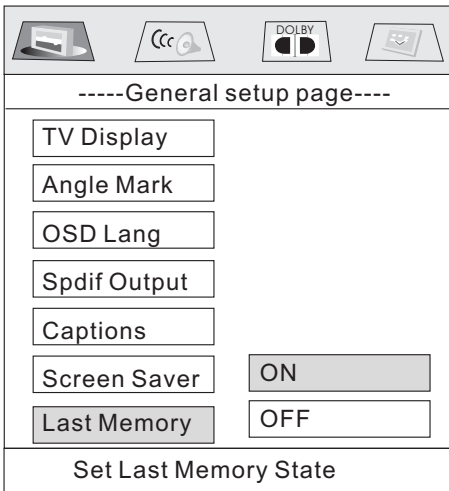 DOLBY
-----General setup page----
TV Display
Angle Mark
OSD Lang
Spdif Output
Captions
Screen Saver
ON
Last Memory
OFF
Set Last Memory State